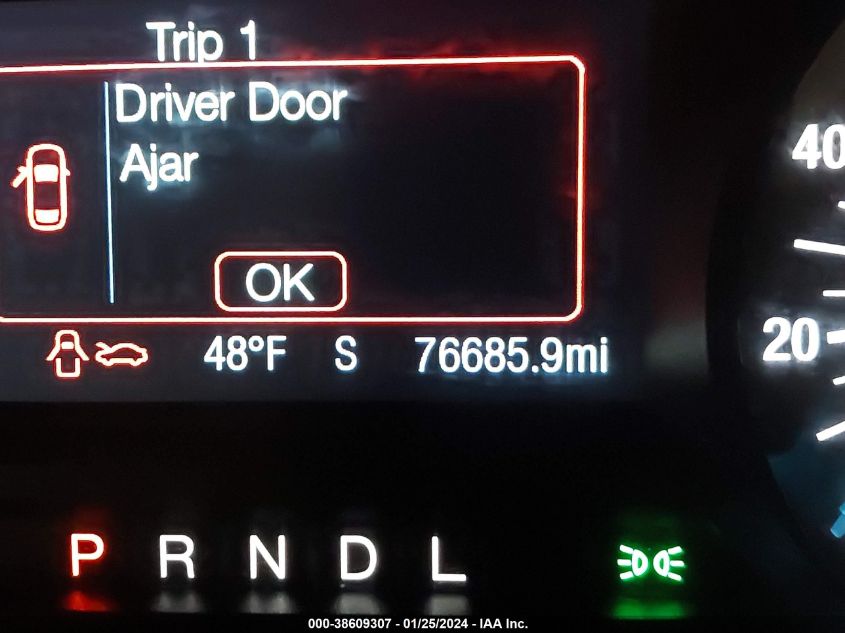 Trip 1
Driver Door
Ajar
OK
48°F S 76685.9mi
40
20
P R N D L
000-38609307 - 01/25/2024 - IAA Inc.